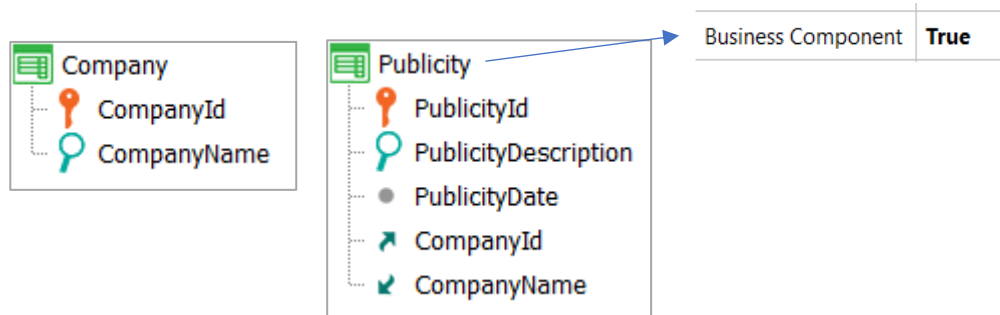 Company
CompanyId
CompanyName
Publicity
PublicityId
PublicityDescription
PublicityDate
CompanyId
CompanyName
Business Component True